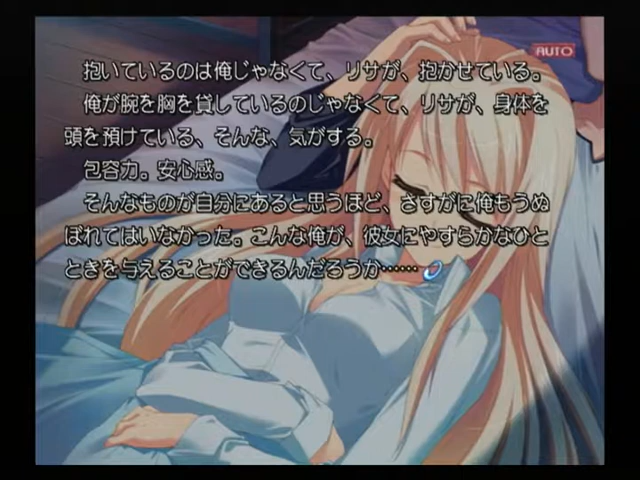 AUTO
抱いているのは俺じゃなくて、リサが、抱かせている。
俺が腕を胸を貸しているのじゃなくて、リサが、身体を
頭を預けている、そんな、気がする。
包容力。安心感。
そんなものが自分にあると思うほど、さすがに俺もうぬ
ぼれてはいなかった。こんな俺が、彼女にやすらかなひと
ときを与えることができるんだろうか……